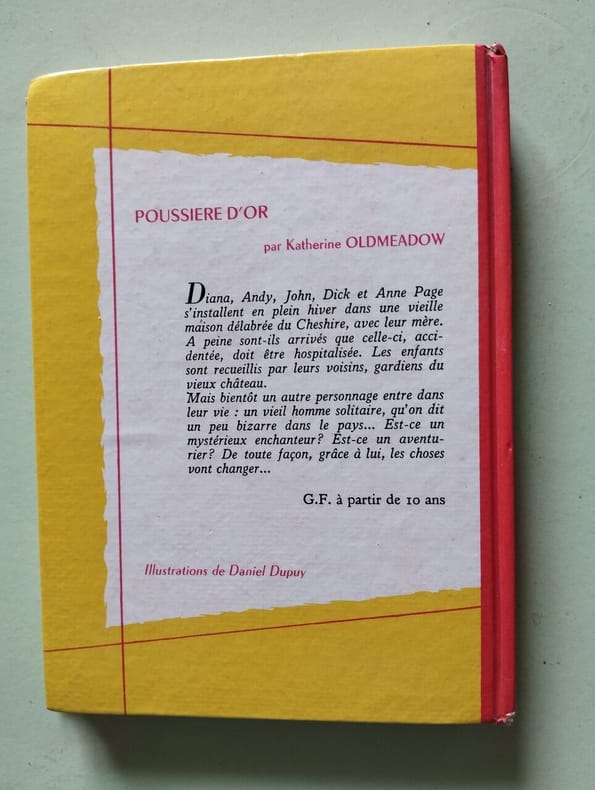 POUSSIERE D'OR
par Katherine OLDMEADOW
Diana, Andy, John, Dick et Anne Page
s'installent en plein hiver dans une vieille
maison délabrée du Cheshire, avec leur mère.
A peine sont-ils arrivés que celle-ci, acci-
dentée, doit être hospitalisée. Les enfants
sont recueillis par leurs voisins, gardiens du
vieux château.
Mais bientôt un autre personnage entre dans
leur vie : un vieil homme solitaire, qu'on dit
un peu bizarre dans le pays... Est-ce un
mystérieux enchanteur? Est-ce un aventu-
rier? De toute façon, grâce à lui, les choses
vont changer...
G.F. à partir de 10 ans
Illustrations de Daniel Dupuy